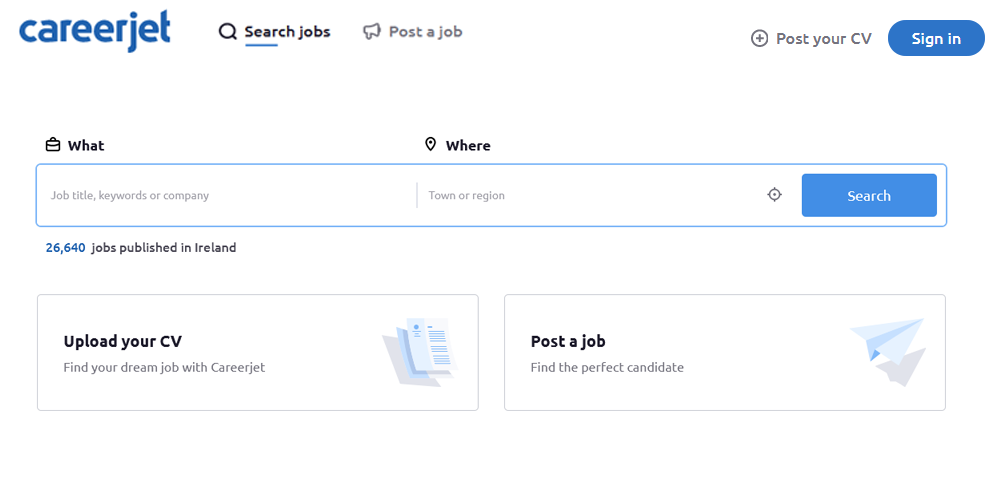 careerjet
Search jobs
Post a job
Post your CV
Sign in
What
Where
Job title, keywords or company
Town or region
Search
26,640 jobs published in Ireland
Upload your CV
Find your dream job with Careerjet
Post a job
Find the perfect candidate